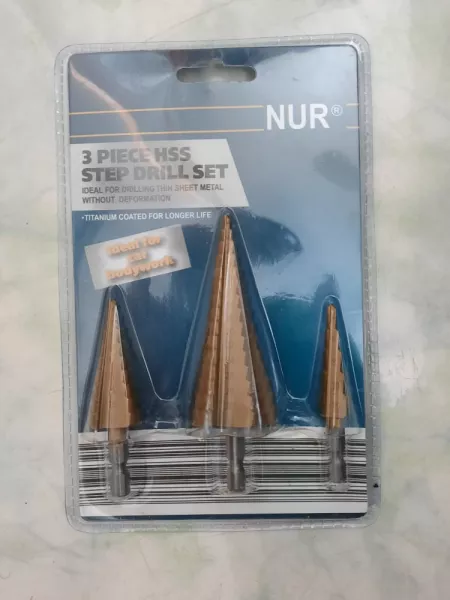 NUR®
3 PIECE HSS
STEP DRILL SET
IDEAL FOR DRILLING THIN SHEET METAL
WITHOUT DEFORMATION
•TITANIUM COATED FOR LONGER LIFE
Ideal for
car
bodywork